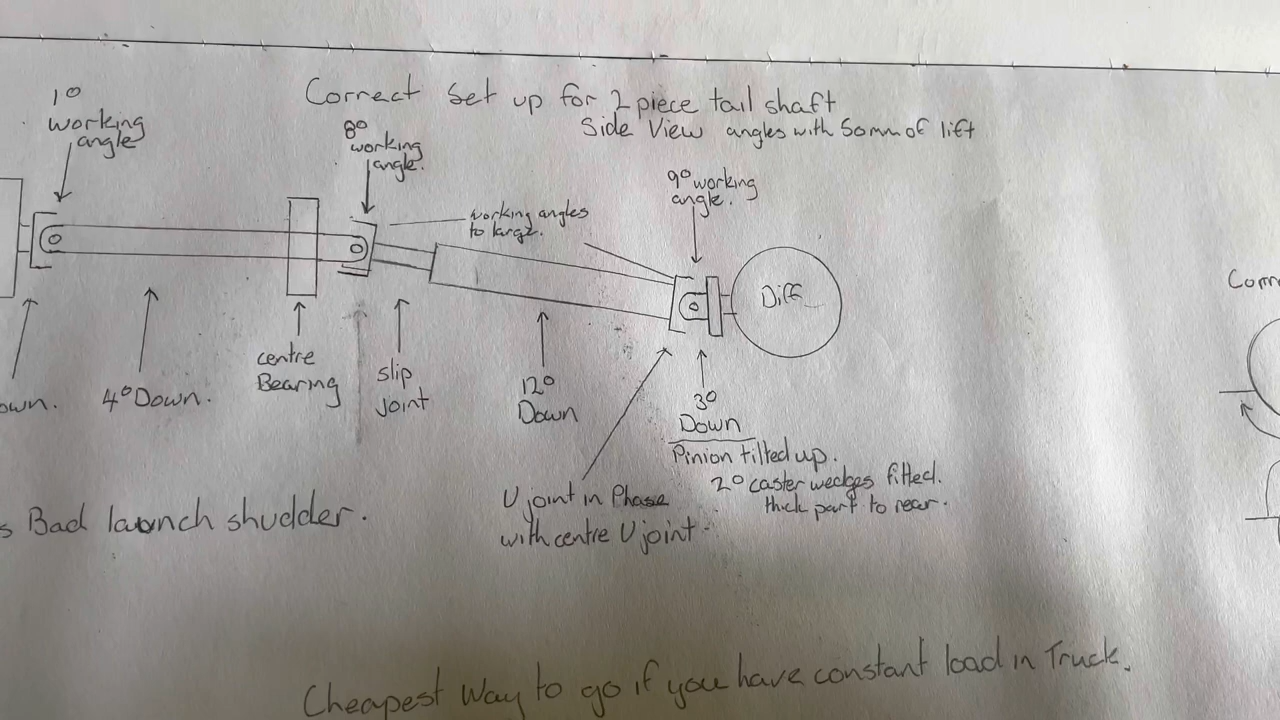 Correct Set up for 2 piece tail shaft
Side View angles with 50mm of lift
1°
working
angle
8°
working
angle.
9° working
angle.
working angles
to large.
Diff
own.
4° Down.
centre
Bearing
slip
Joint
12°
Down
3°
Down
Pinion tilted up.
2° caster wedges fitted.
thick part to rear.
U joint in Phase
with centre U joint
s Bad launch shudder.
Cheapest Way to go if you have constant load in Truck.